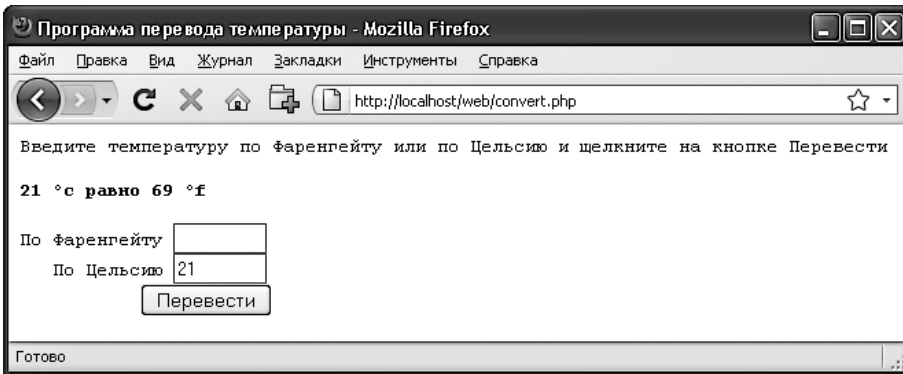 Программа перевода температуры - Mozilla Firefox
Файл Правка Вид Журнал Закладки Инструменты Справка
http://localhost/web/convert.php
Введите температуру по Фаренгейту или по Цельсию и щелкните на кнопке Перевести
21 °c равно 69 °f
По Фаренгейту
По Цельсию 21
Перевести
Готово